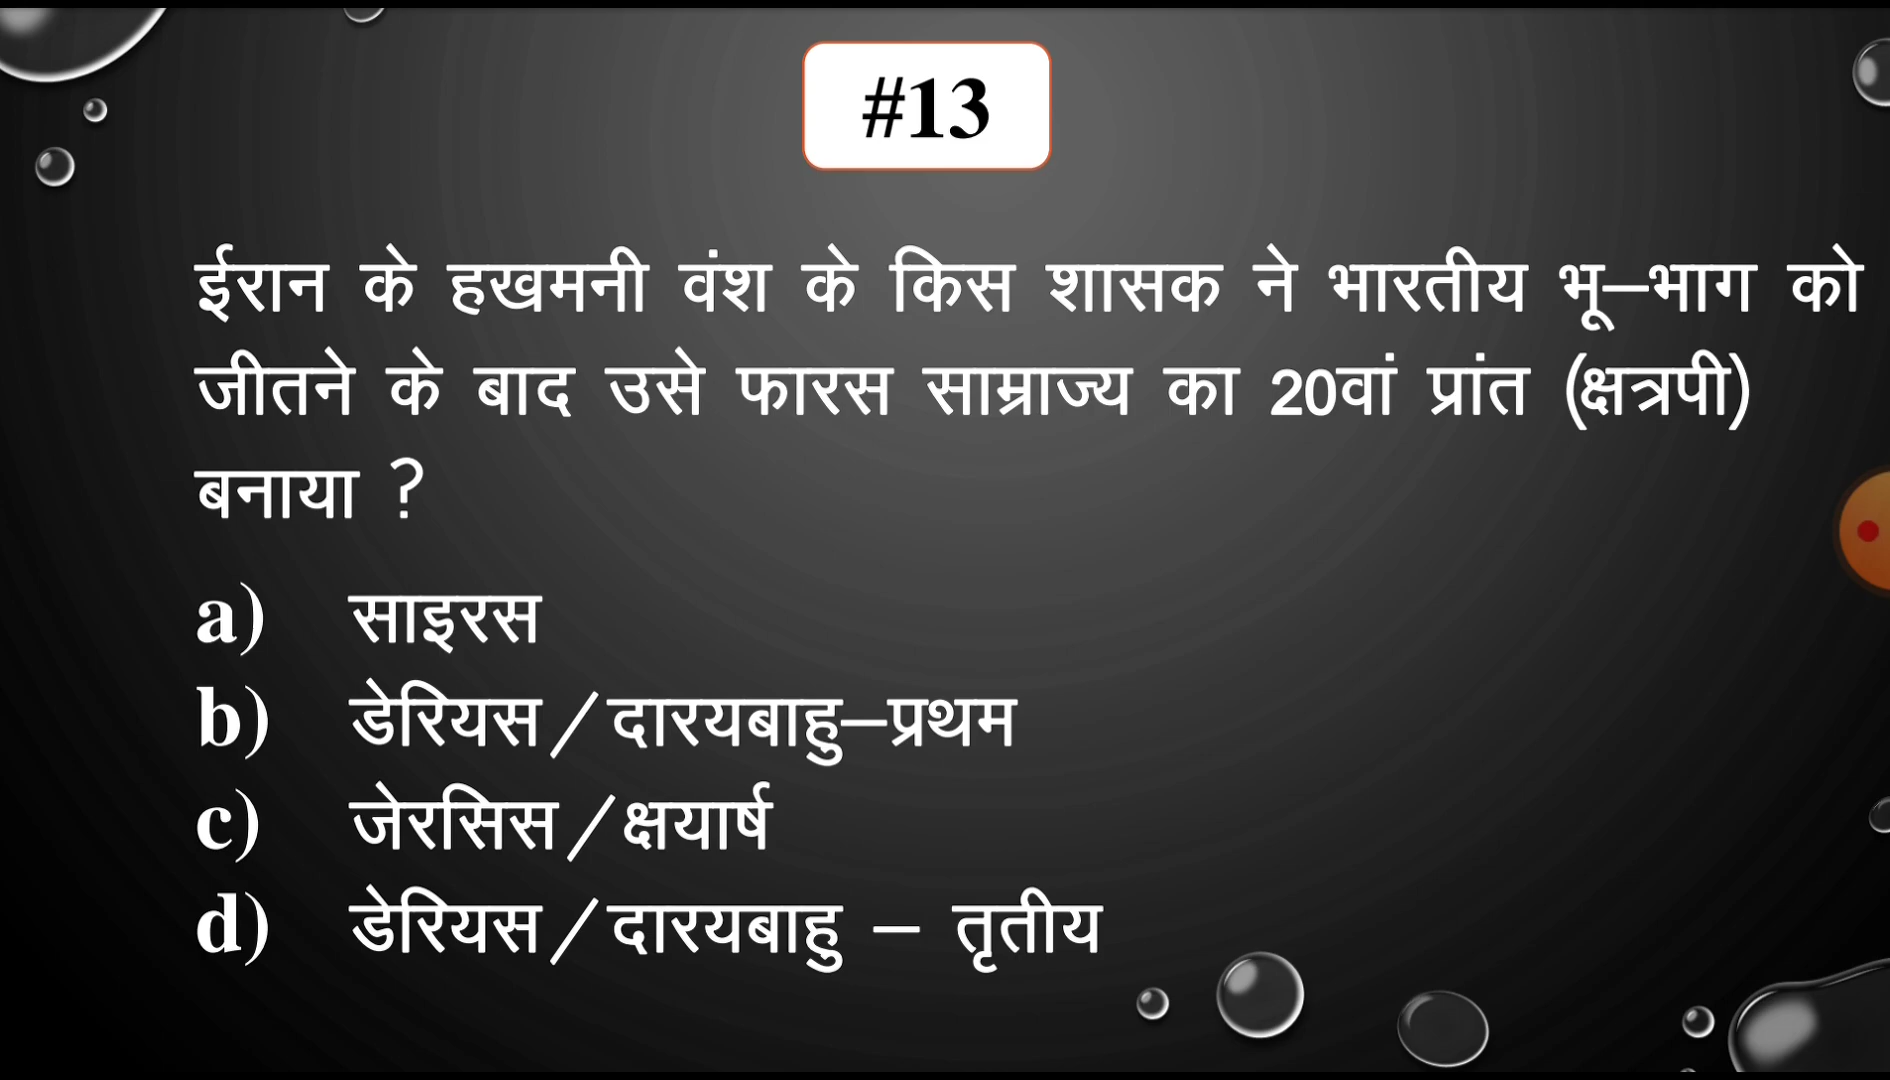 #13
ईरान के हखमनी वंश के किस शासक ने भारतीय भू–भाग को
जीतने के बाद उसे फारस साम्राज्य का 20वां प्रांत (क्षत्रपी)
बनाया ?
a) साइरस
b) डेरियस/दारयबाहु–प्रथम
c) जेरसिस/क्षयार्ष
d) डेरियस/दारयबाहु – तृतीय